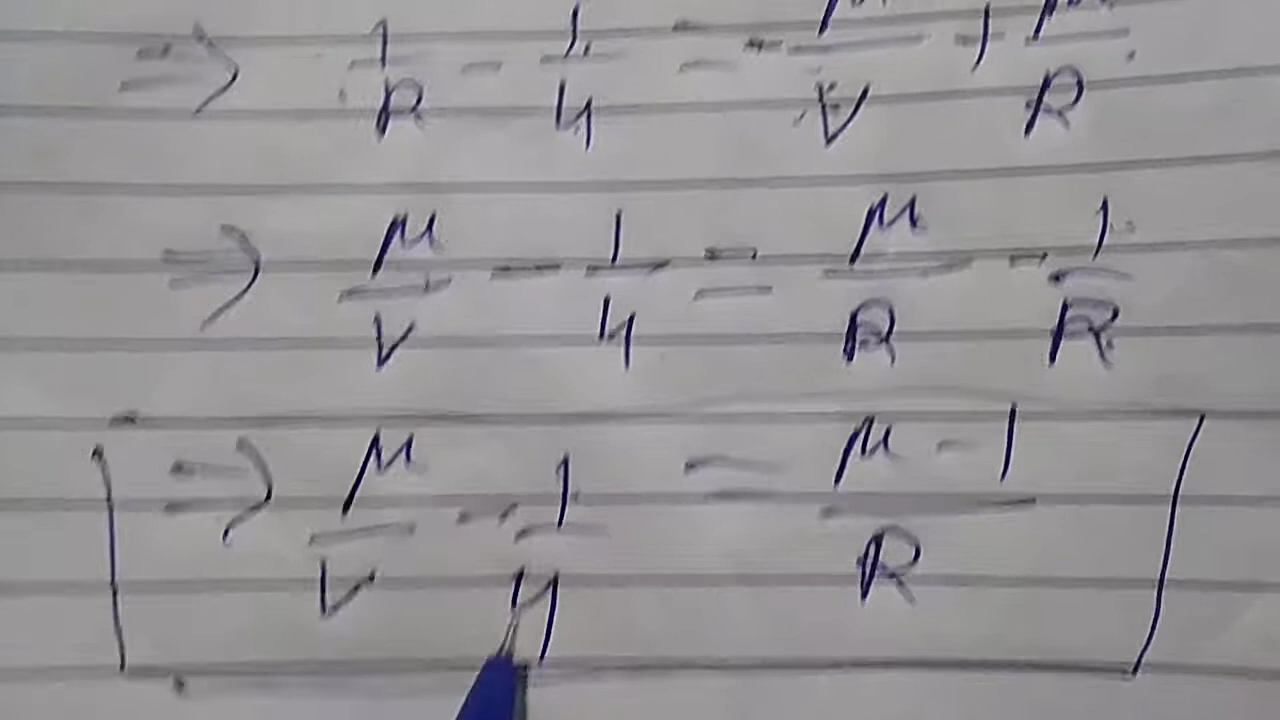 ⇒ 1/R - 1/u = - μ/V + μ/R
⇒ μ/V - 1/u = μ/R - 1/R
⇒ μ/V - 1/u = μ - 1/R